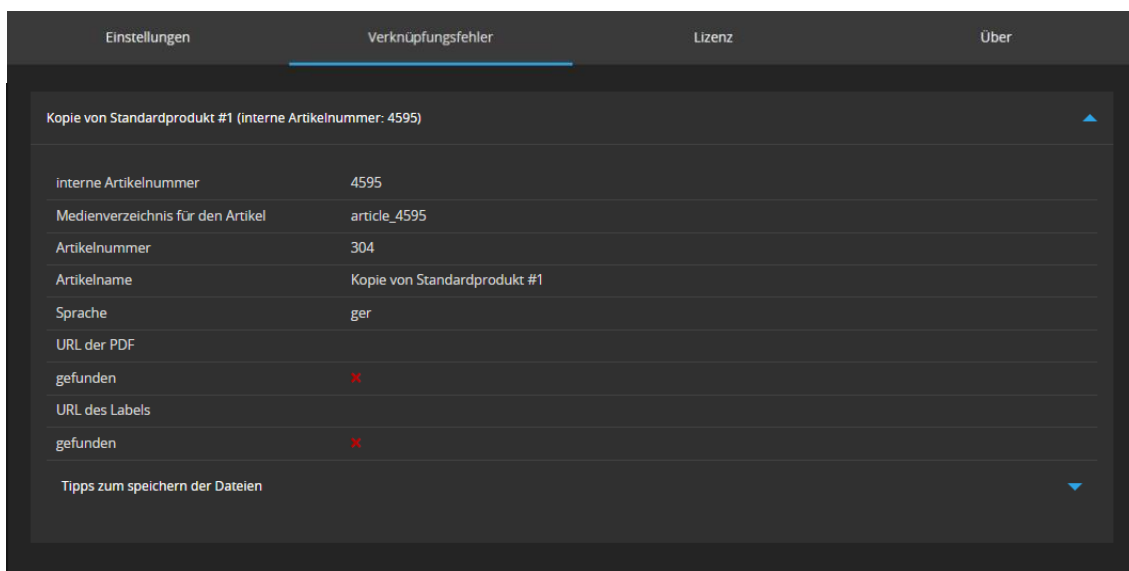 Einstellungen Verknüpfungsfehler Lizenz Über
Kopie von Standardprodukt #1 (interne Artikelnummer: 4595)
interne Artikelnummer 4595
Medienverzeichnis für den Artikel article_4595
Artikelnummer 304
Artikelname Kopie von Standardprodukt #1
Sprache ger
URL der PDF
gefunden
URL des Labels
gefunden
Tipps zum speichern der Dateien